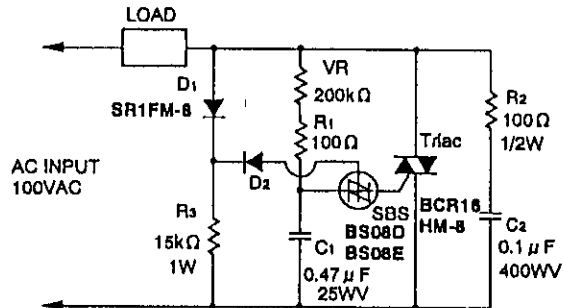 LOAD
D1
SR1FM-8
VR
200kΩ
R1
100Ω
R2
100Ω
1/2W
Triac
AC INPUT
100VAC
D2
R3
15kΩ
1W
SBS
BS08D
BS08E
BCR16
HM-8
C1
0.47μF
25WV
C2
0.1μF
400WV